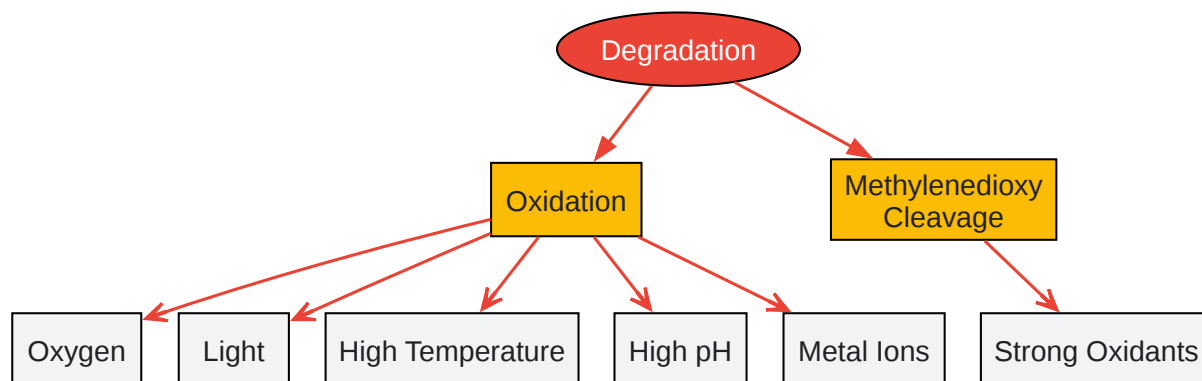 Degradation
Oxidation
Methylenedioxy
Cleavage
Oxygen
Light
High Temperature
High pH
Metal Ions
Strong Oxidants